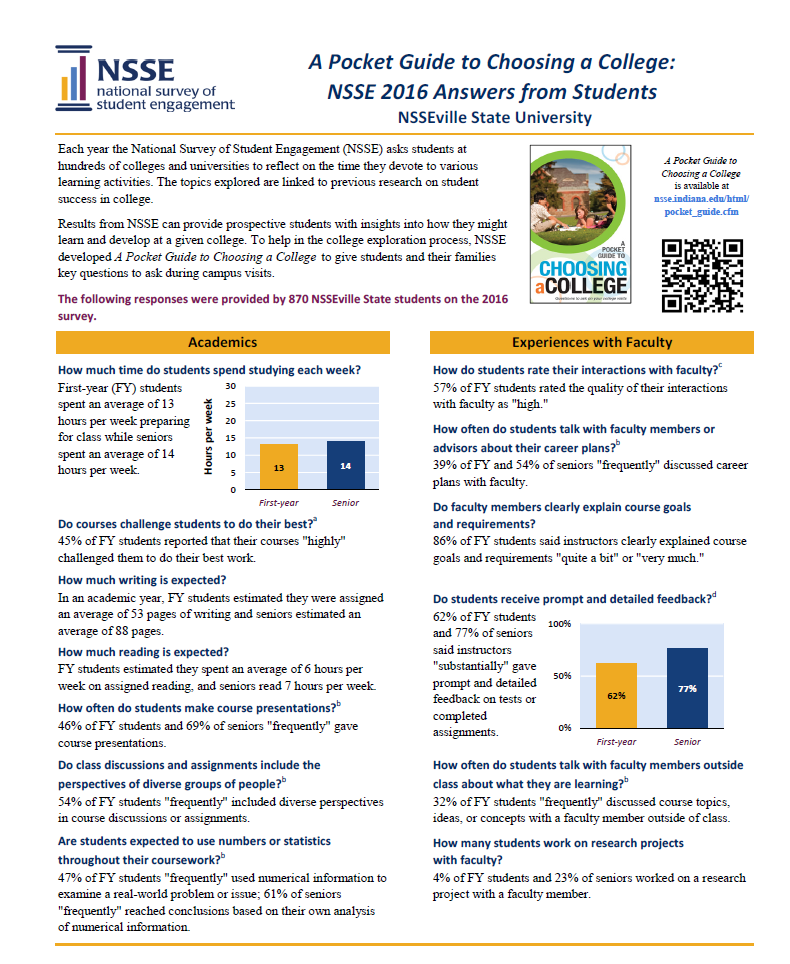 NSSE
national survey of
student engagement
A Pocket Guide to Choosing a College:
NSSE 2016 Answers from Students
NSSEville State University
Each year the National Survey of Student Engagement (NSSE) asks students at
hundreds of colleges and universities to reflect on the time they devote to various
learning activities. The topics explored are linked to previous research on student
success in college.
Results from NSSE can provide prospective students with insights into how they might
learn and develop at a given college. To help in the college exploration process, NSSE
developed A Pocket Guide to Choosing a College to give students and their families
key questions to ask during campus visits.
The following responses were provided by 870 NSSEville State students on the 2016
survey.
A
POCKET
GUIDE TO
CHOOSING
aCOLLEGE
Questions to ask on your college visits
A Pocket Guide to
Choosing a College
is available at
nsse.indiana.edu/html/
pocket_guide.cfm
Academics
How much time do students spend studying each week?
First-year (FY) students
spent an average of 13
hours per week preparing
for class while seniors
spent an average of 14
hours per week.
Hours per week
30
25
20
15
10
5
0
13
14
First-year
Senior
Do courses challenge students to do their best?a
45% of FY students reported that their courses "highly"
challenged them to do their best work.
How much writing is expected?
In an academic year, FY students estimated they were assigned
an average of 53 pages of writing and seniors estimated an
average of 88 pages.
How much reading is expected?
FY students estimated they spent an average of 6 hours per
week on assigned reading, and seniors read 7 hours per week.
How often do students make course presentations?b
46% of FY students and 69% of seniors "frequently" gave
course presentations.
Do class discussions and assignments include the
perspectives of diverse groups of people?b
54% of FY students "frequently" included diverse perspectives
in course discussions or assignments.
Are students expected to use numbers or statistics
throughout their coursework?b
47% of FY students "frequently" used numerical information to
examine a real-world problem or issue; 61% of seniors
"frequently" reached conclusions based on their own analysis
of numerical information.
Experiences with Faculty
How do students rate their interactions with faculty?c
57% of FY students rated the quality of their interactions
with faculty as "high."
How often do students talk with faculty members or
advisors about their career plans?b
39% of FY and 54% of seniors "frequently" discussed career
plans with faculty.
Do faculty members clearly explain course goals
and requirements?
86% of FY students said instructors clearly explained course
goals and requirements "quite a bit" or "very much."
Do students receive prompt and detailed feedback?d
62% of FY students
and 77% of seniors
said instructors
"substantially" gave
prompt and detailed
feedback on tests or
completed
assignments.
100%
50%
0%
62%
77%
First-year
Senior
How often do students talk with faculty members outside
class about what they are learning?b
32% of FY students "frequently" discussed course topics,
ideas, or concepts with a faculty member outside of class.
How many students work on research projects
with faculty?
4% of FY students and 23% of seniors worked on a research
project with a faculty member.